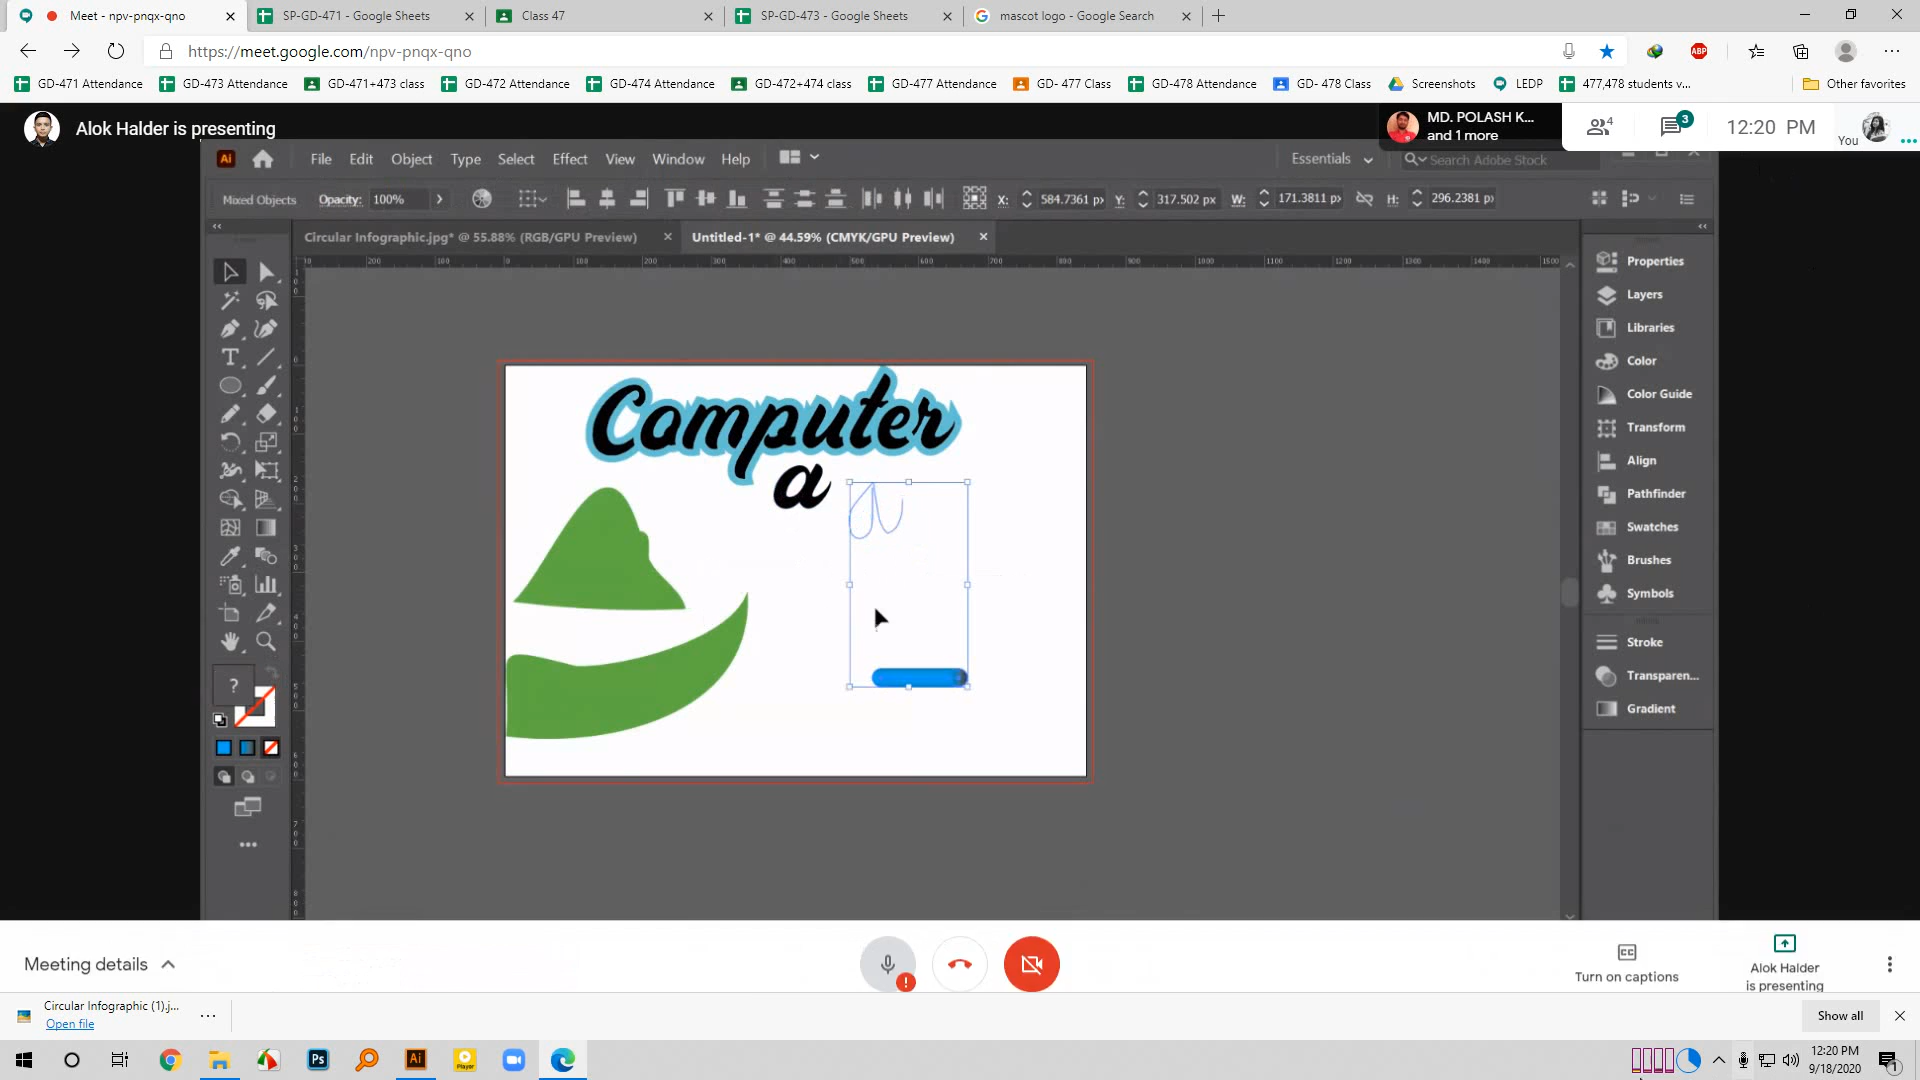 Meet - npv-pnqx-qno
SP-GD-471 - Google Sheets
Class 47
SP-GD-473 - Google Sheets
mascot logo - Google Search
https://meet.google.com/npv-pnqx-qno
ABP
GD-471 Attendance
GD-473 Attendance
GD-471+473 class
GD-472 Attendance
GD-474 Attendance
GD-472+474 class
GD-477 Attendance
GD- 477 Class
GD-478 Attendance
GD- 478 Class
Screenshots
LEDP
477,478 students v...
Other favorites
Alok Halder is presenting
MD. POLASH K...
and 1 more
4
3
12:20 PM
You
Ai
File
Edit
Object
Type
Select
Effect
View
Window
Help
Essentials
Search Adobe Stock
Mixed Objects
Opacity:
100%
X:
584.7361 p
Y:
317.502 px
W:
171.3811 p
H:
296.2381 p
Circular Infographic.jpg* @ 55.88% (RGB/GPU Preview)
Untitled-1* @ 44.59% (CMYK/GPU Preview)
Properties
Layers
Libraries
Color
Color Guide
Transform
Align
Pathfinder
Swatches
Brushes
Symbols
Stroke
Transparen...
Gradient
Computer
a
a
?
Meeting details
Turn on captions
Alok Halder
is presenting
Circular Infographic (1).j...
Open file
Show all
Ps
Ai
Player
12:20 PM
9/18/2020
1